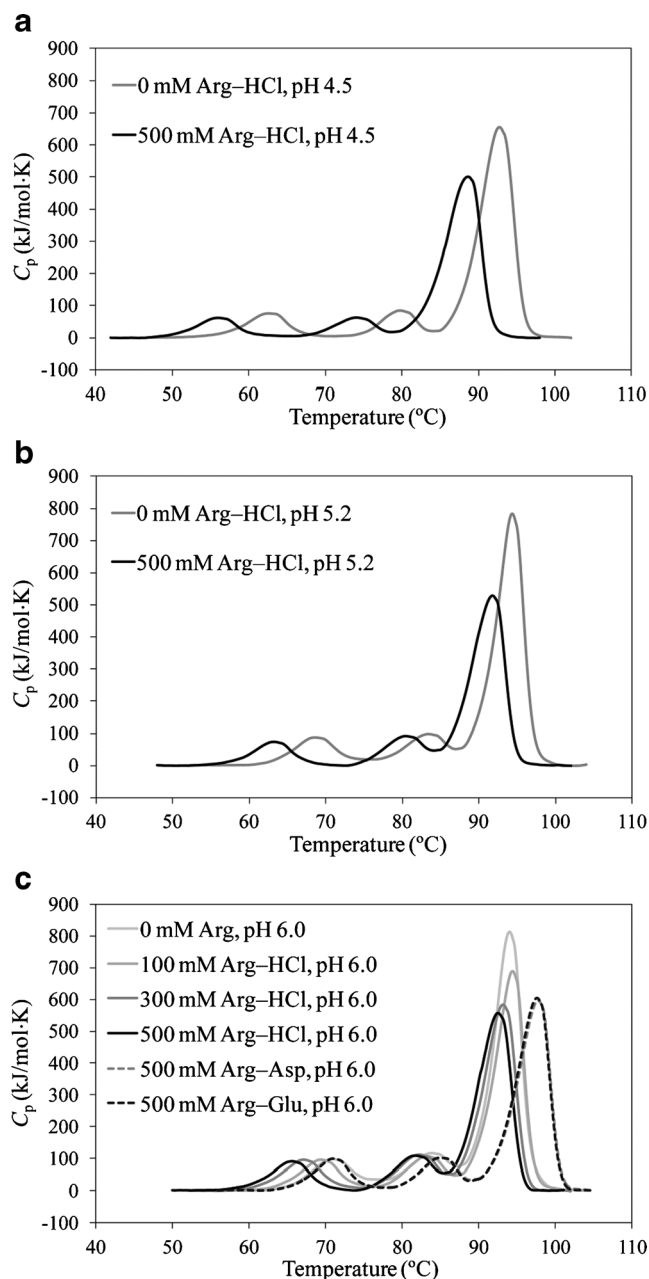 a
900
800
700
600
500
400
300
200
100
0
-100
Cp (kJ/mol·K)
0 mM Arg–HCl, pH 4.5
500 mM Arg–HCl, pH 4.5
40 50 60 70 80 90 100 110
Temperature (ºC)
b
900
800
700
600
500
400
300
200
100
0
-100
Cp (kJ/mol·K)
0 mM Arg–HCl, pH 5.2
500 mM Arg–HCl, pH 5.2
40 50 60 70 80 90 100 110
Temperature (ºC)
c
900
800
700
600
500
400
300
200
100
0
-100
Cp (kJ/mol·K)
0 mM Arg, pH 6.0
100 mM Arg–HCl, pH 6.0
300 mM Arg–HCl, pH 6.0
500 mM Arg–HCl, pH 6.0
500 mM Arg–Asp, pH 6.0
500 mM Arg–Glu, pH 6.0
40 50 60 70 80 90 100 110
Temperature (ºC)